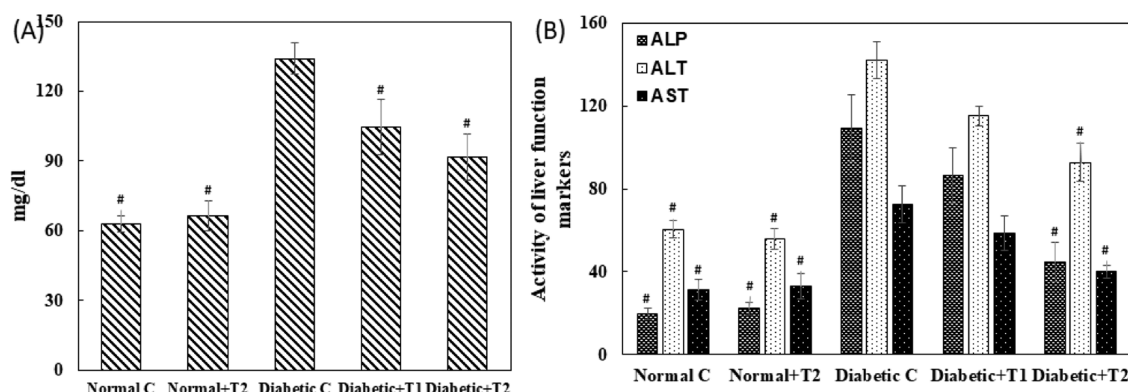 (A)
150
120
90
60
30
0
mg/dl
#
#
#
#
Normal C Normal+T2 Diabetic C Diabetic+T1 Diabetic+T2
(B)
160
120
80
40
0
Activity of liver function
markers
ALP
ALT
AST
#
#
#
#
#
#
#
#
#
Normal C Normal+T2 Diabetic C Diabetic+T1 Diabetic+T2